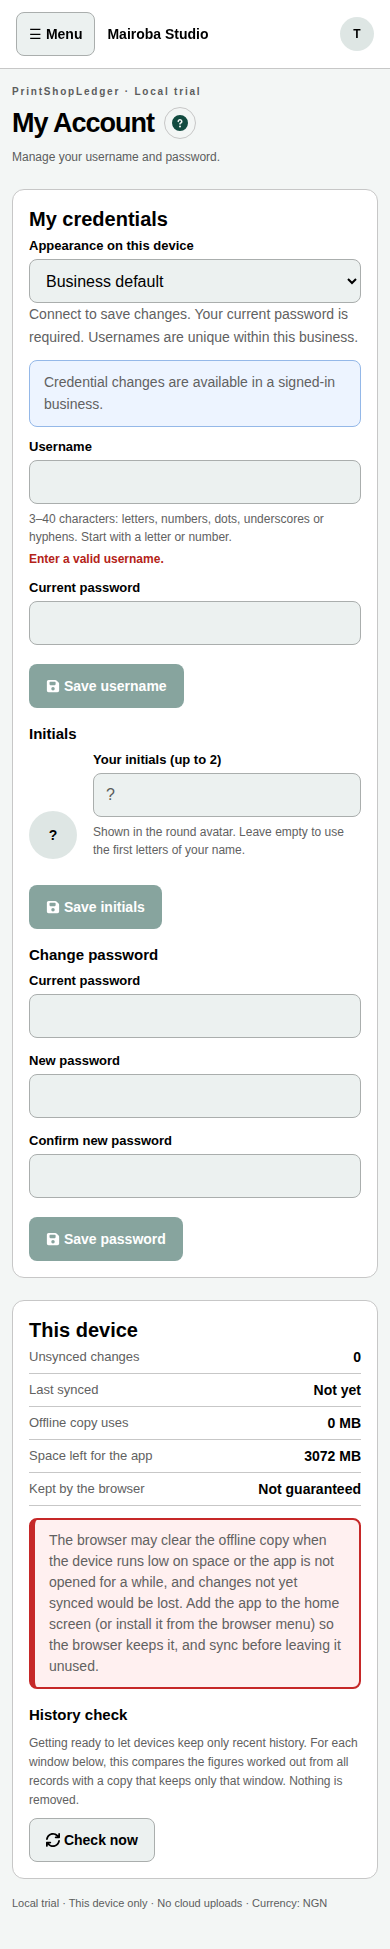 ☰ Menu
Mairoba Studio
T
PrintShopLedger · Local trial
My Account
?
Manage your username and password.
My credentials
Appearance on this device
Business default
Connect to save changes. Your current password is
required. Usernames are unique within this business.
Credential changes are available in a signed-in
business.
Username
3–40 characters: letters, numbers, dots, underscores or
hyphens. Start with a letter or number.
Enter a valid username.
Current password
Save username
Initials
Your initials (up to 2)
?
?
Shown in the round avatar. Leave empty to use
the first letters of your name.
Save initials
Change password
Current password
New password
Confirm new password
Save password
This device
Unsynced changes 0
Last synced Not yet
Offline copy uses 0 MB
Space left for the app 3072 MB
Kept by the browser Not guaranteed
The browser may clear the offline copy when
the device runs low on space or the app is not
opened for a while, and changes not yet
synced would be lost. Add the app to the home
screen (or install it from the browser menu) so
the browser keeps it, and sync before leaving it
unused.
History check
Getting ready to let devices keep only recent history. For each
window below, this compares the figures worked out from all
records with a copy that keeps only that window. Nothing is
removed.
Check now
Local trial · This device only · No cloud uploads · Currency: NGN